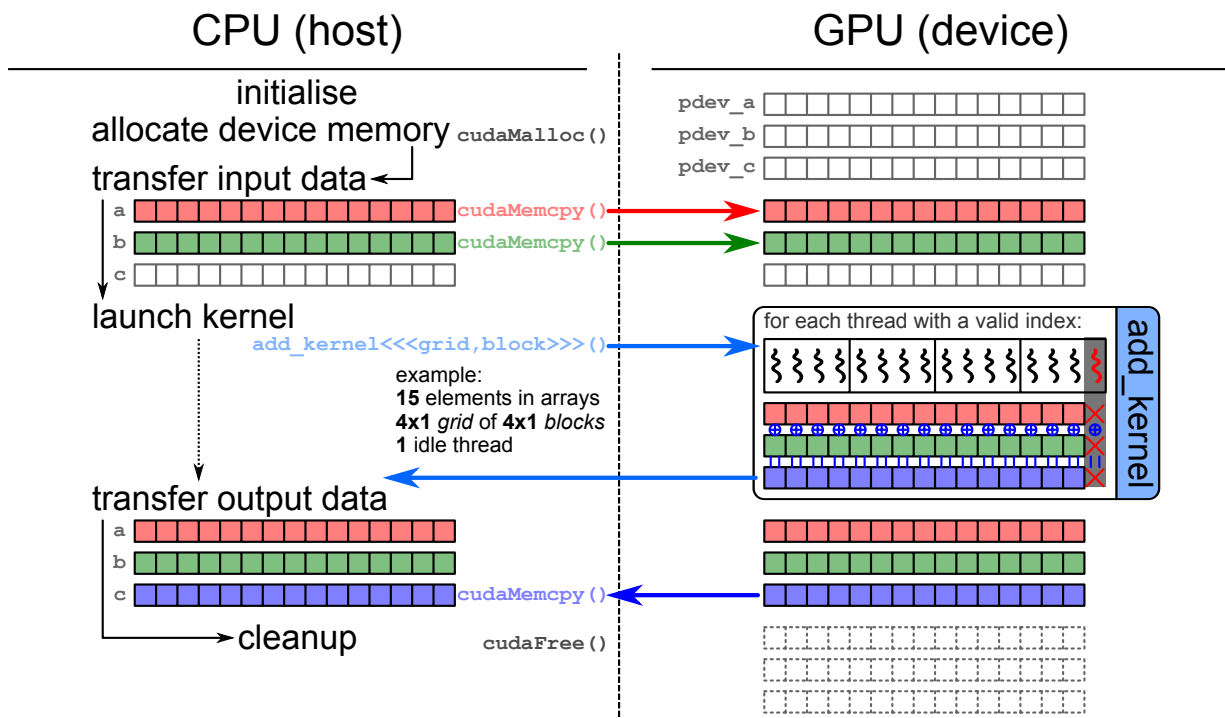 CPU (host)
GPU (device)
initialise
allocate device memory cudaMalloc()
pdev_a
pdev_b
pdev_c
transfer input data
a cudaMemcpy()
b cudaMemcpy()
c
launch kernel
add_kernel<<<grid,block>>>()
for each thread with a valid index:
add_kernel
example:
15 elements in arrays
4x1 grid of 4x1 blocks
1 idle thread
transfer output data
a
b
c cudaMemcpy()
cleanup
cudaFree()